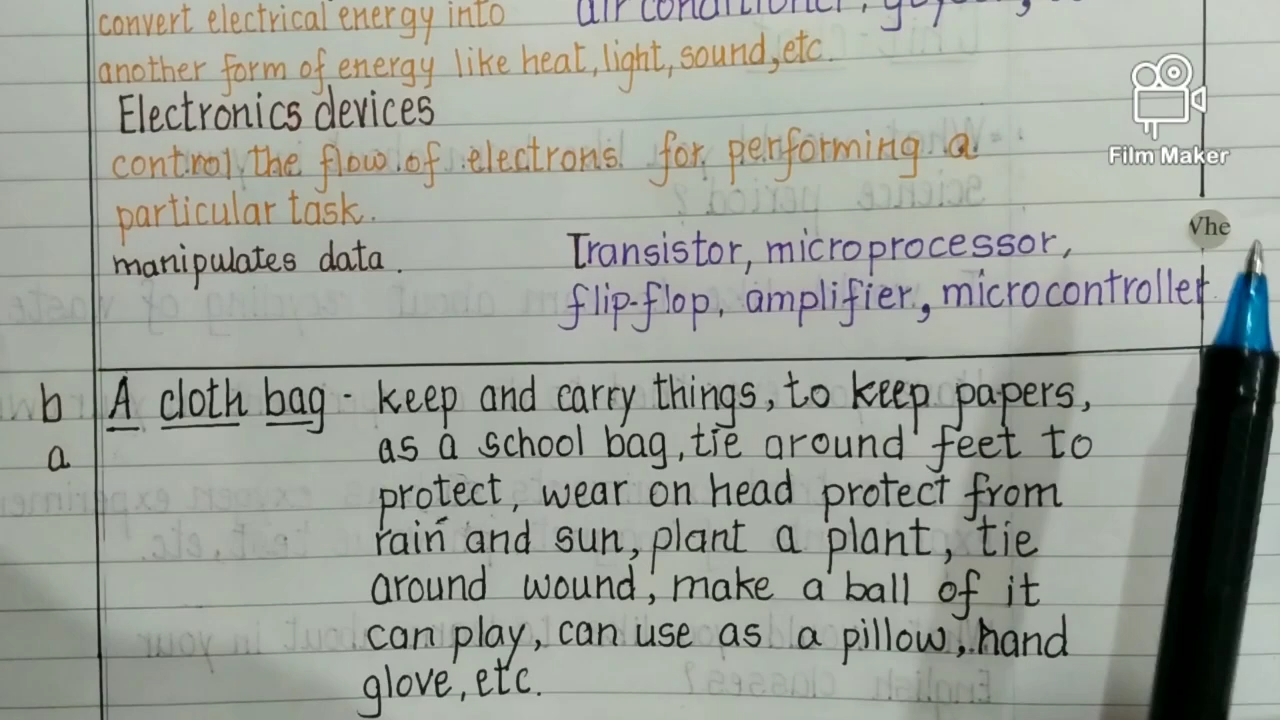 convert electrical energy into air conditioner,
another form of energy like heat, light, sound, etc.
Electronics devices
control the flow of electrons for performing a
particular task.
manipulates data. Transistor, microprocessor,
flip-flop, amplifier, microcontroller
b A cloth bag - keep and carry things, to keep papers,
a as a school bag, tie around feet to
protect, wear on head protect from
rain and sun, plant a plant, tie
around wound, make a ball of it
can play, can use as a pillow, hand
glove, etc.
Film Maker
Vhe